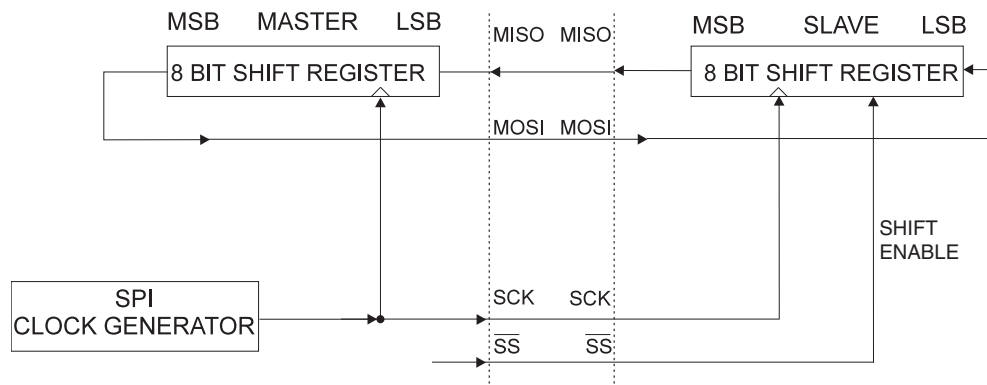 MSB MASTER LSB
8 BIT SHIFT REGISTER
MISO MISO
MSB SLAVE LSB
8 BIT SHIFT REGISTER
MOSI MOSI
SHIFT
ENABLE
SPI
CLOCK GENERATOR
SCK SCK
SS SS